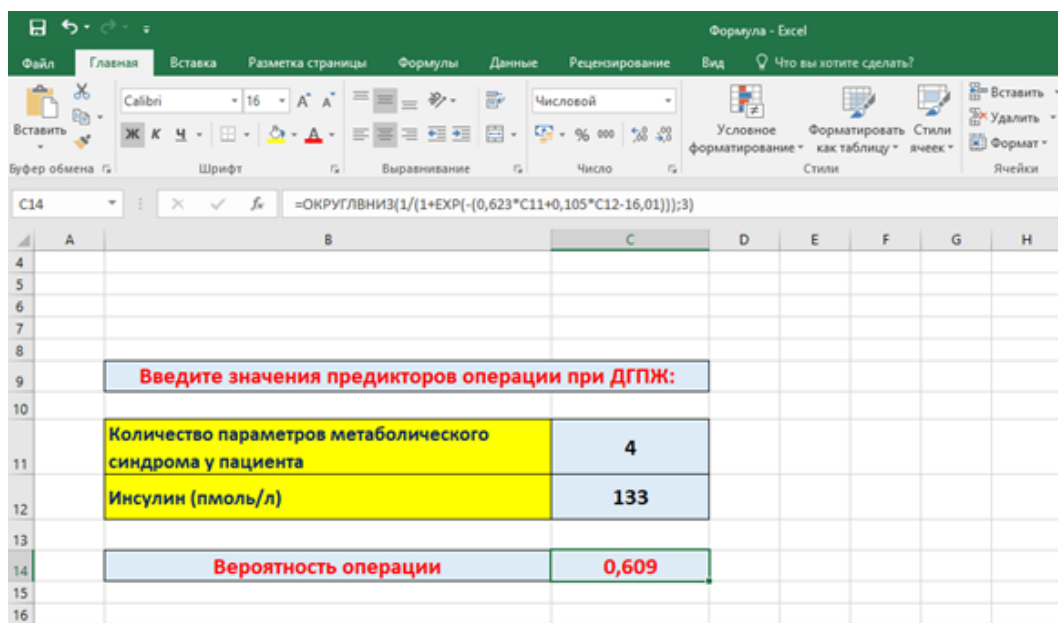 Формула - Excel
Файл Главная Вставка Разметка страницы Формулы Данные Рецензирование Вид Что вы хотите сделать?
Calibri 16 A A Числовой Вставить
Вставить Ж К Ч % 000 Условное Форматировать Стили Удалить
форматирование как таблицу ячеек Формат
Буфер обмена Шрифт Выравнивание Число Стили Ячейки
C14 fx =ОКРУГЛВНИЗ(1/(1+EXP(-(0,623*C11+0,105*C12-16,01)));3)
A B C D E F G H
4
5
6
7
8
9 Введите значения предикторов операции при ДГПЖ:
10
Количество параметров метаболического
11 синдрома у пациента 4
12 Инсулин (пмоль/л) 133
13
14 Вероятность операции 0,609
15
16